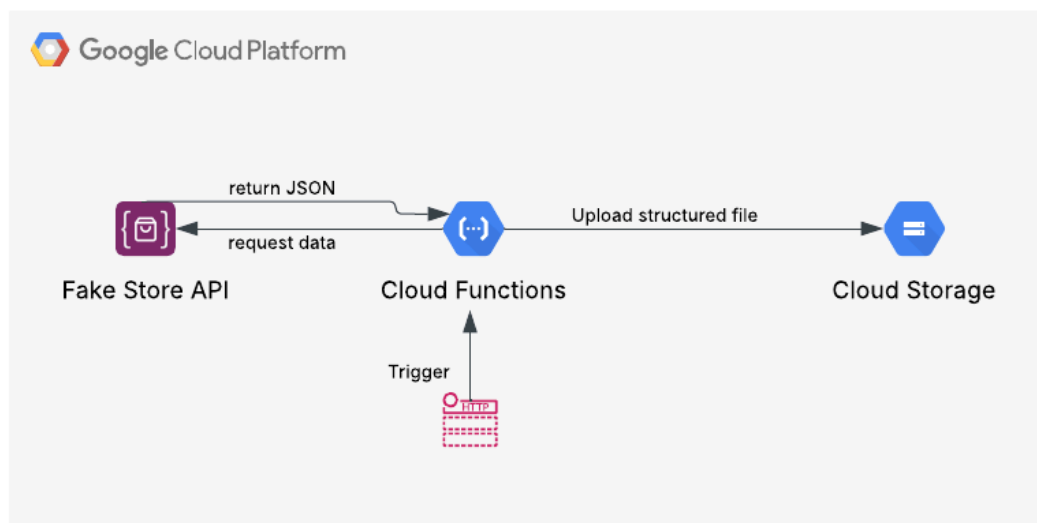 Google Cloud Platform
return JSON
Upload structured file
request data
Fake Store API
Cloud Functions
Cloud Storage
Trigger
HTTP